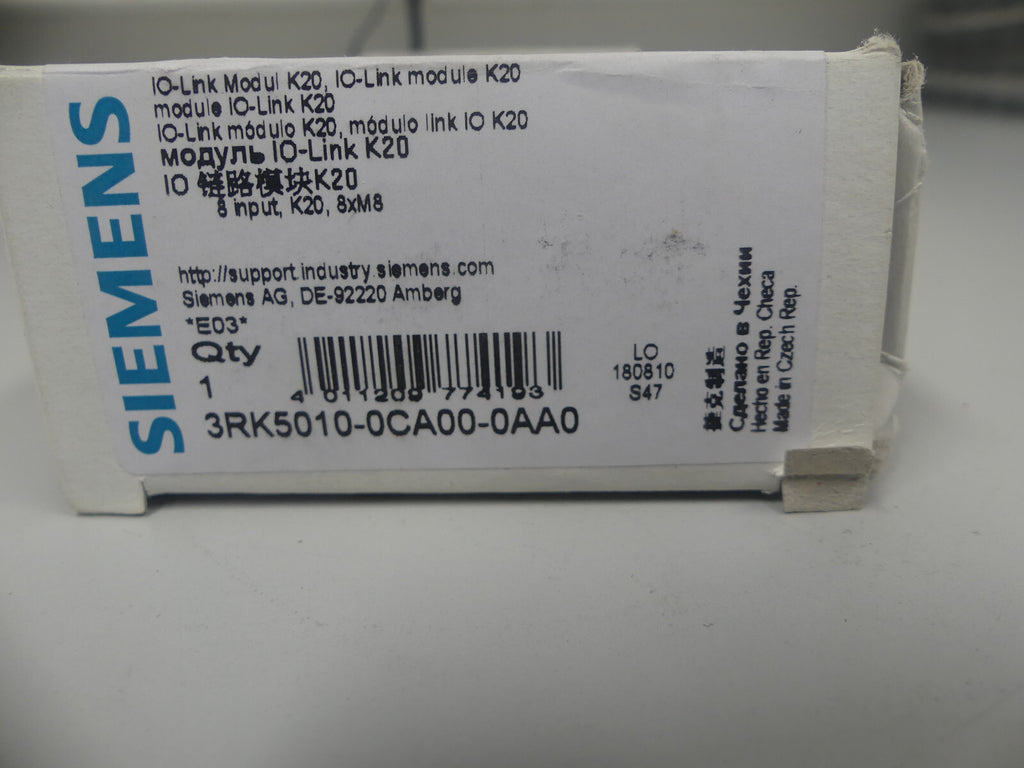 SIEMENS
IO-Link Modul K20, IO-Link module K20
module IO-Link K20
IO-Link módulo K20, módulo link IO K20
модуль IO-Link K20
IO 链路模块K20
8 input, K20, 8xM8
http://support.industry.siemens.com
Siemens AG, DE-92220 Amberg
*E03*
Qty
1
4 011209 774193
3RK5010-0CA00-0AA0
LO
180810
S47
捷克制造
Сделано в Чехии
Hecho en Rep. Checa
Made in Czech Rep.